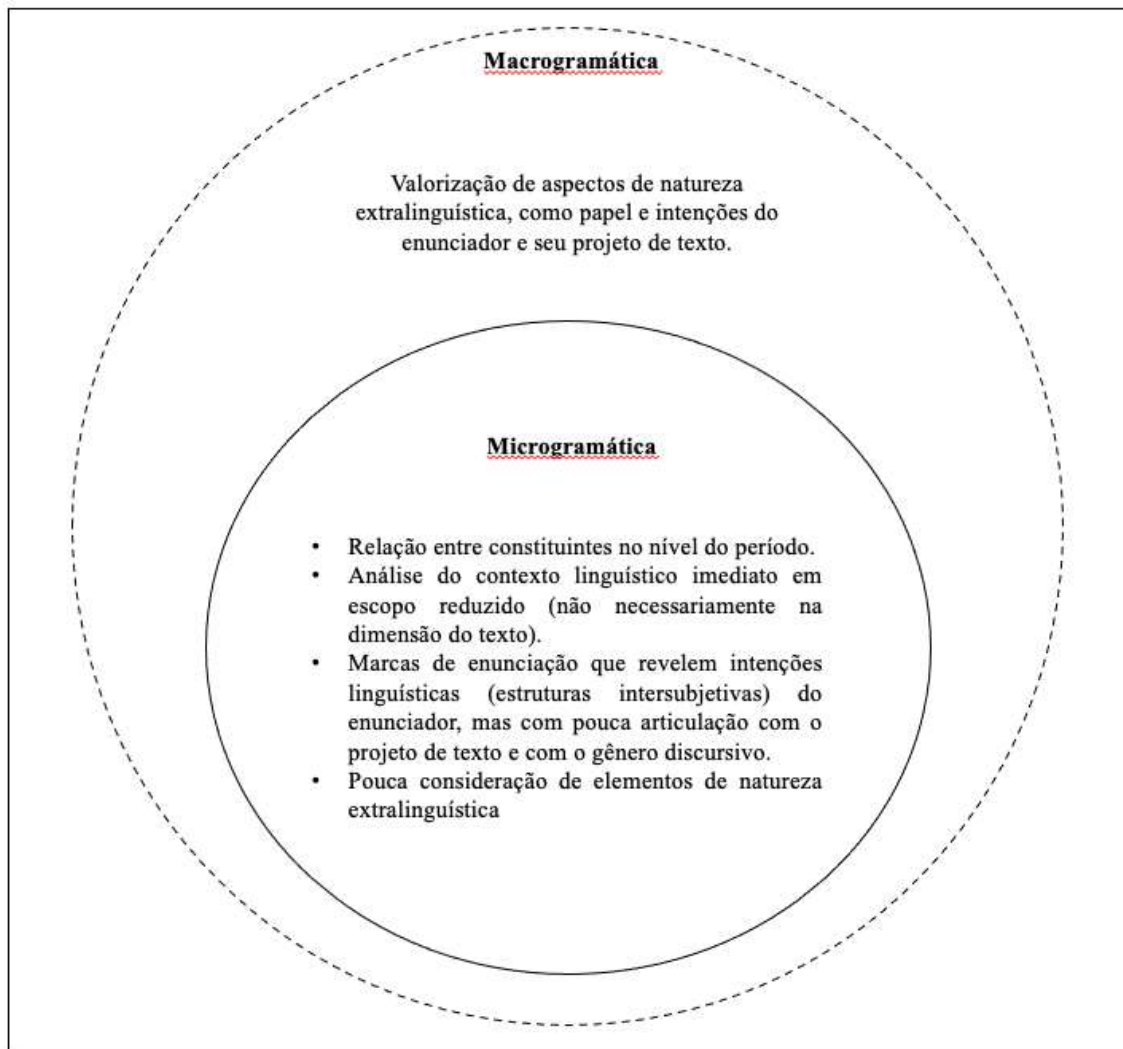 Macrogramática
Valorização de aspectos de natureza
extralinguística, como papel e intenções do
enunciador e seu projeto de texto.
Microgramática
• Relação entre constituintes no nível do período.
• Análise do contexto linguístico imediato em
escopo reduzido (não necessariamente na
dimensão do texto).
• Marcas de enunciação que revelem intenções
linguísticas (estruturas intersubjetivas) do
enunciador, mas com pouca articulação com o
projeto de texto e com o gênero discursivo.
• Pouca consideração de elementos de natureza
extralinguística